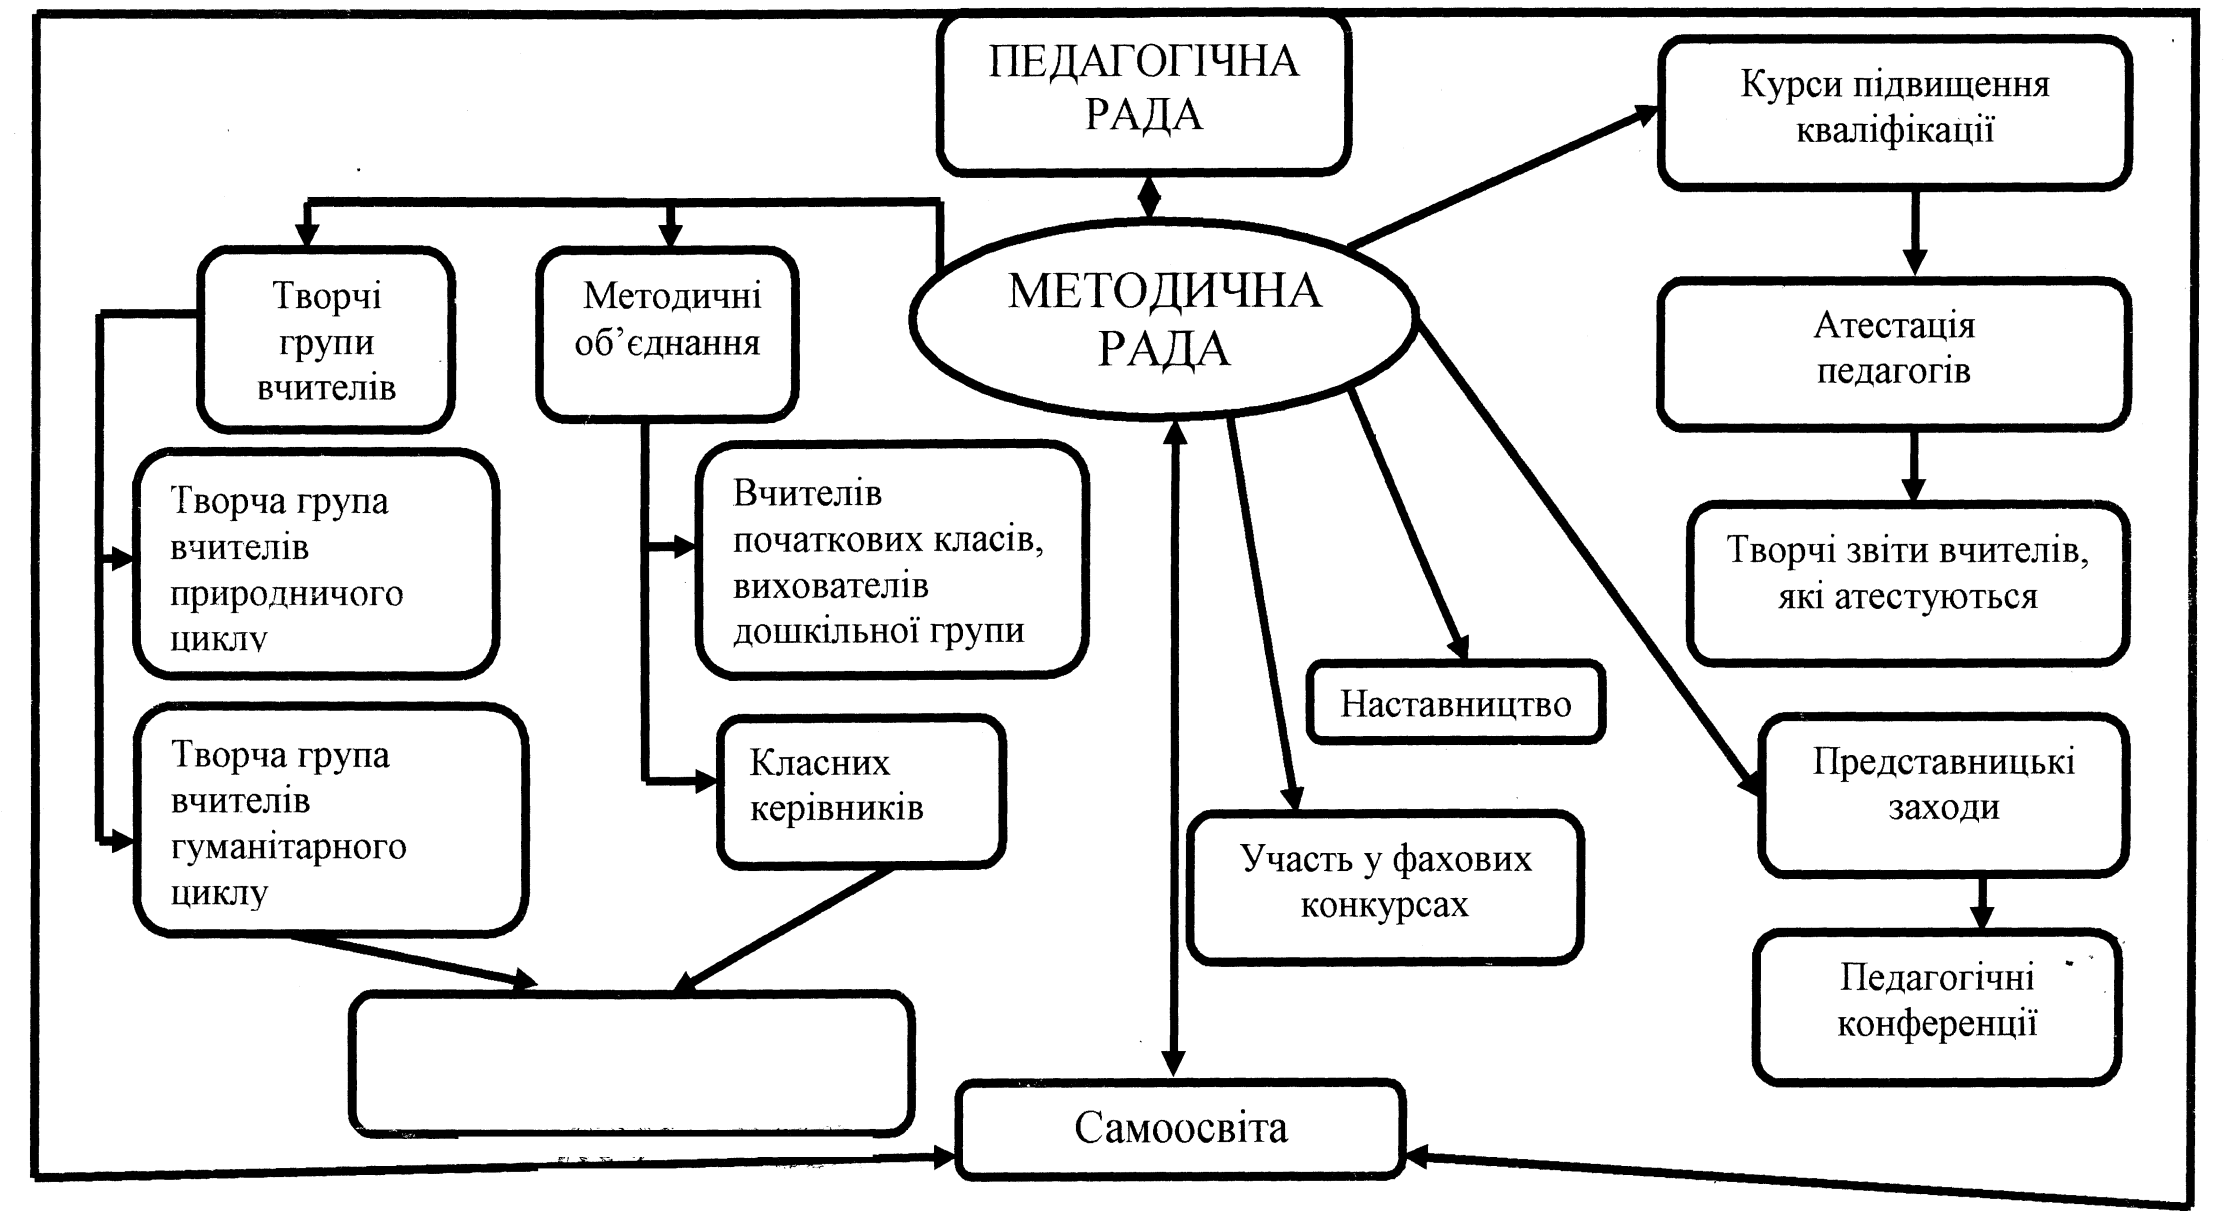 ПЕДАГОГІЧНА
РАДА
Курси підвищення
кваліфікації
МЕТОДИЧНА
РАДА
Творчі
групи
вчителів
Методичні
об’єднання
Атестація
педагогів
Творча група
вчителів
природничого
циклу
Вчителів
початкових класів,
вихователів
дошкільної групи
Творчі звіти вчителів,
які атестуються
Наставництво
Творча група
вчителів
гуманітарного
циклу
Класних
керівників
Представницькі
заходи
Участь у фахових
конкурсах
Педагогічні
конференції
Самоосвіта